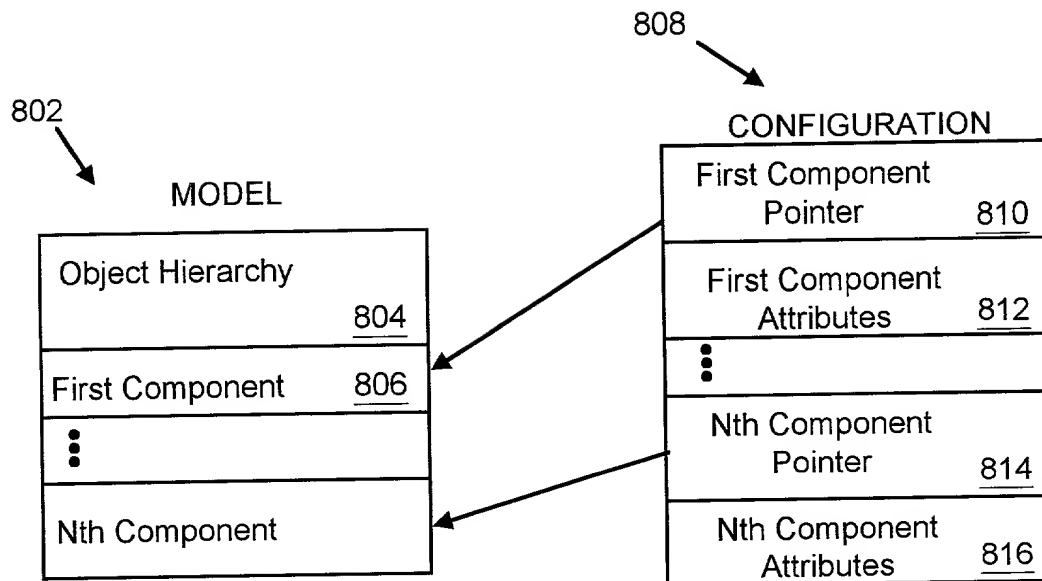 808
802
CONFIGURATION
MODEL
First Component
Pointer 810
First Component
Attributes 812
Nth Component
Pointer 814
Nth Component
Attributes 816
Object Hierarchy
804
First Component 806
Nth Component